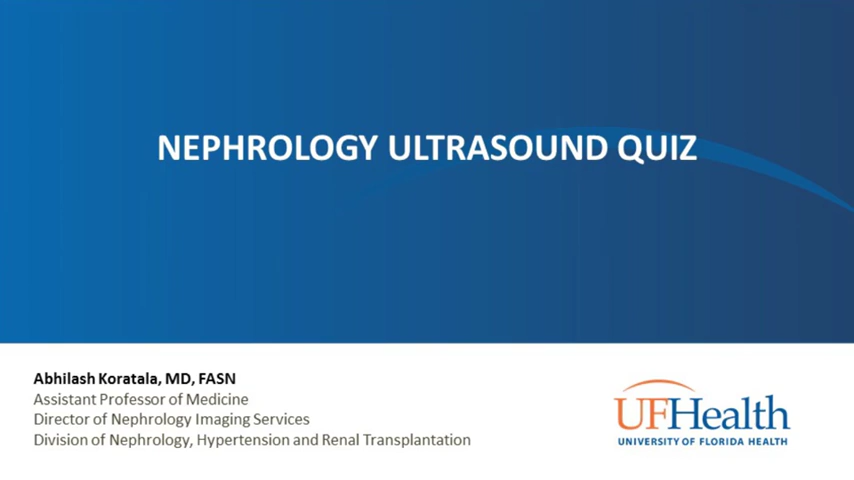 NEPHROLOGY ULTRASOUND QUIZ
Abhilash Koratala, MD, FASN
Assistant Professor of Medicine
Director of Nephrology Imaging Services
Division of Nephrology, Hypertension and Renal Transplantation
UFHealth
UNIVERSITY OF FLORIDA HEALTH